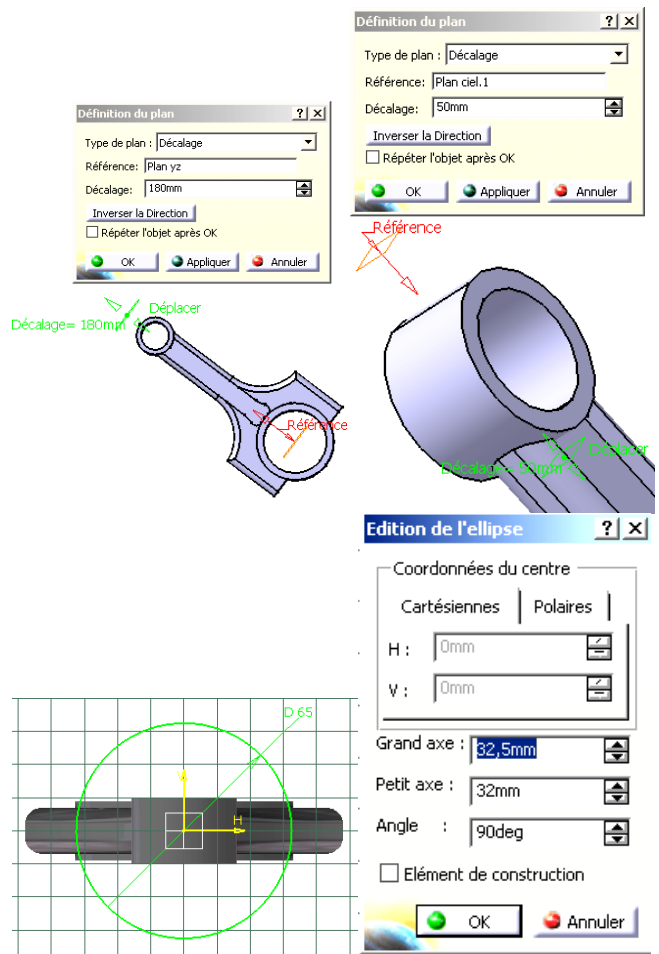 Définition du plan
Type de plan : Décalage
Référence: Plan ciel.1
Décalage: 50mm
Inverser la Direction
Répéter l'objet après OK
OK Appliquer Annuler
Définition du plan
Type de plan : Décalage
Référence: Plan yz
Décalage: 180mm
Inverser la Direction
Répéter l'objet après OK
OK Appliquer Annuler
Référence
Déplacer
Décalage= 180mm
Référence
Déplacer
Décalage= 50mm
Edition de l'ellipse
Coordonnées du centre
Cartésiennes Polaires
H : 0mm
V : 0mm
Grand axe : 32,5mm
Petit axe : 32mm
Angle : 90deg
Elément de construction
OK Annuler
D 65
V
H